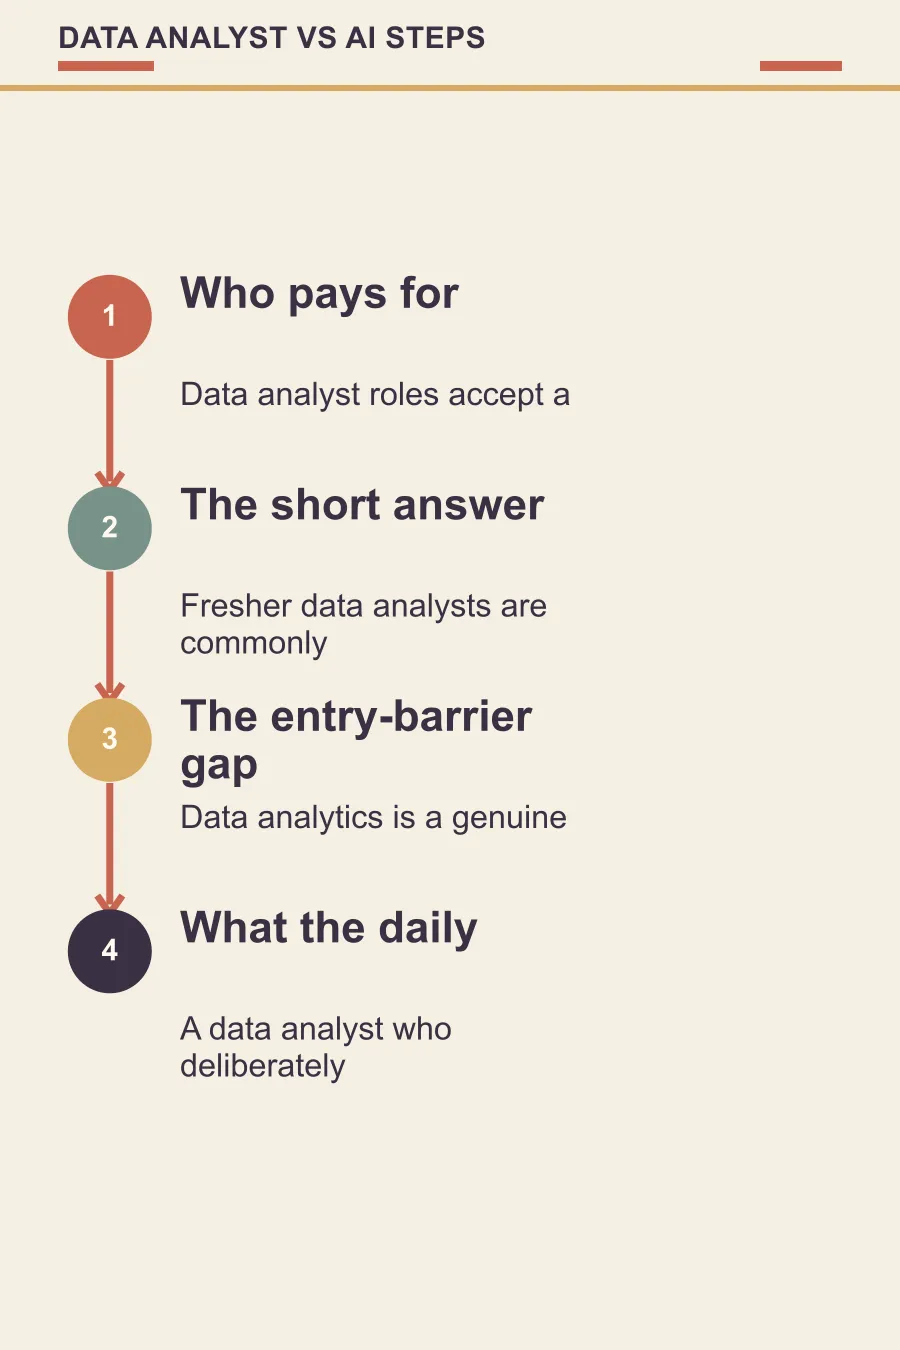 DATA ANALYST VS AI STEPS
1
Who pays for
Data analyst roles accept a
2
The short answer
Fresher data analysts are
commonly
3
The entry-barrier
gap
Data analytics is a genuine
4
What the daily
A data analyst who
deliberately